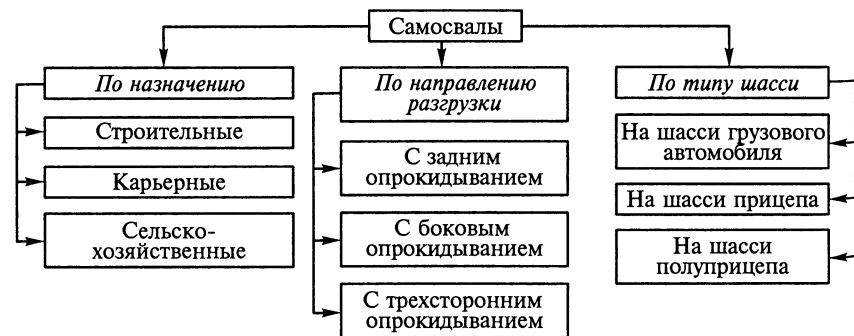 Самосвалы
По назначению
Строительные
Карьерные
Сельско-
хозяйственные
По направлению
разгрузки
С задним
опрокидыванием
С боковым
опрокидыванием
С трехсторонним
опрокидыванием
По типу шасси
На шасси грузового
автомобиля
На шасси прицепа
На шасси
полуприцепа